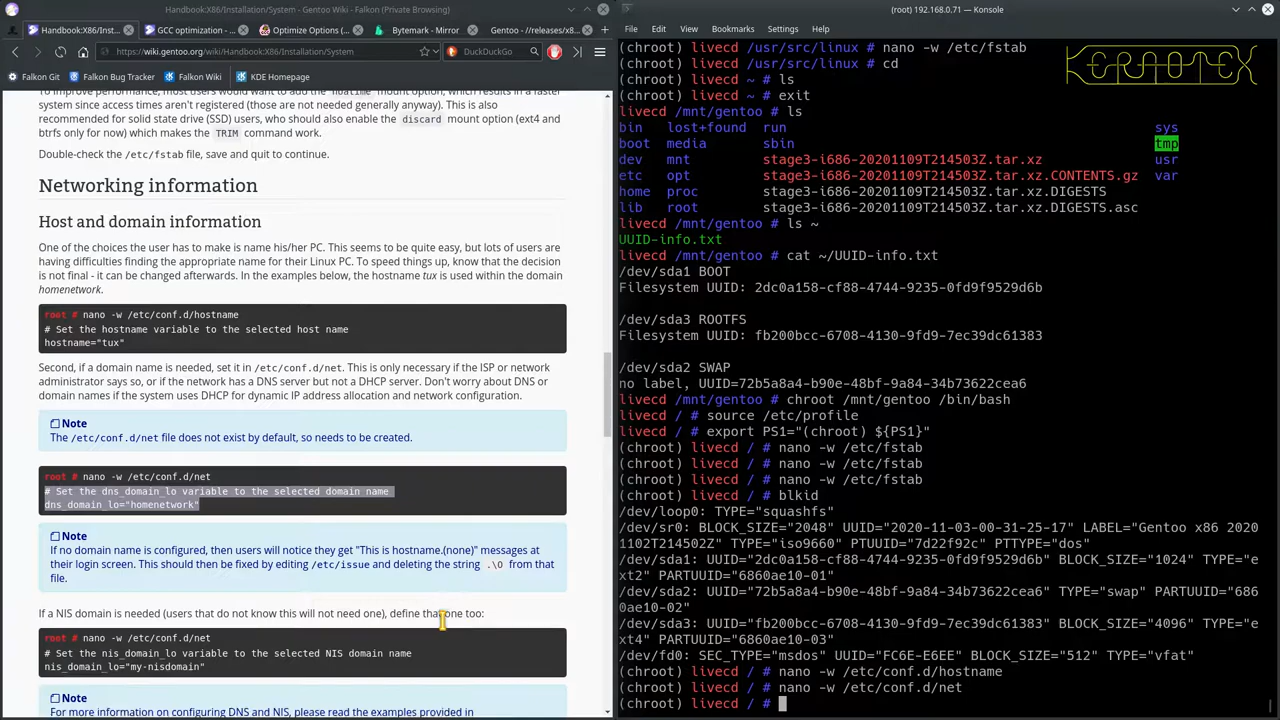 Handbook:X86/Installation/System - Gentoo Wiki - Falkon (Private Browsing)
Handbook:X86/Inst...
GCC optimization -...
Optimize Options (...
Bytemark - Mirror
Gentoo - //releases/x8...
https://wiki.gentoo.org/wiki/Handbook:X86/Installation/System
DuckDuckGo
Falkon Git
Falkon Bug Tracker
Falkon Wiki
KDE Homepage
To improve performance, most users would want to add the noatime mount option, which results in a faster
system since access times aren't registered (those are not needed generally anyway). This is also
recommended for solid state drive (SSD) users, who should also enable the discard mount option (ext4 and
btrfs only for now) which makes the TRIM command work.
Double-check the /etc/fstab file, save and quit to continue.
Networking information
Host and domain information
One of the choices the user has to make is name his/her PC. This seems to be quite easy, but lots of users are
having difficulties finding the appropriate name for their Linux PC. To speed things up, know that the decision
is not final - it can be changed afterwards. In the examples below, the hostname tux is used within the domain
homenetwork.
root # nano -w /etc/conf.d/hostname
# Set the hostname variable to the selected host name
hostname="tux"
Second, if a domain name is needed, set it in /etc/conf.d/net. This is only necessary if the ISP or network
administrator says so, or if the network has a DNS server but not a DHCP server. Don't worry about DNS or
domain names if the system uses DHCP for dynamic IP address allocation and network configuration.
Note
The /etc/conf.d/net file does not exist by default, so needs to be created.
root # nano -w /etc/conf.d/net
# Set the dns_domain_lo variable to the selected domain name
dns_domain_lo="homenetwork"
Note
If no domain name is configured, then users will notice they get "This is hostname.(none)" messages at
their login screen. This should then be fixed by editing /etc/issue and deleting the string .\O from that
file.
If a NIS domain is needed (users that do not know this will not need one), define that one too:
root # nano -w /etc/conf.d/net
# Set the nis_domain_lo variable to the selected NIS domain name
nis_domain_lo="my-nisdomain"
Note
For more information on configuring DNS and NIS, please read the examples provided in
(root) 192.168.0.71 — Konsole
File Edit View Bookmarks Settings Help
KERAOTEX
(chroot) livecd /usr/src/linux # nano -w /etc/fstab
(chroot) livecd /usr/src/linux # cd
(chroot) livecd ~ # ls
(chroot) livecd ~ # exit
livecd /mnt/gentoo # ls
bin lost+found run sys
boot media sbin tmp
dev mnt stage3-i686-20201109T214503Z.tar.xz usr
etc opt stage3-i686-20201109T214503Z.tar.xz.CONTENTS.gz var
home proc stage3-i686-20201109T214503Z.tar.xz.DIGESTS
lib root stage3-i686-20201109T214503Z.tar.xz.DIGESTS.asc
livecd /mnt/gentoo # ls ~
UUID-info.txt
livecd /mnt/gentoo # cat ~/UUID-info.txt
/dev/sda1 BOOT
Filesystem UUID: 2dc0a158-cf88-4744-9235-0fd9f9529d6b
/dev/sda3 ROOTFS
Filesystem UUID: fb200bcc-6708-4130-9fd9-7ec39dc61383
/dev/sda2 SWAP
no label, UUID=72b5a8a4-b90e-48bf-9a84-34b73622cea6
livecd /mnt/gentoo # chroot /mnt/gentoo /bin/bash
livecd / # source /etc/profile
livecd / # export PS1="(chroot) ${PS1}"
(chroot) livecd / # nano -w /etc/fstab
(chroot) livecd / # nano -w /etc/fstab
(chroot) livecd / # nano -w /etc/fstab
(chroot) livecd / # blkid
/dev/loop0: TYPE="squashfs"
/dev/sr0: BLOCK_SIZE="2048" UUID="2020-11-03-00-31-25-17" LABEL="Gentoo x86 2020
1102T214502Z" TYPE="iso9660" PTUUID="7d22f92c" PTTYPE="dos"
/dev/sda1: UUID="2dc0a158-cf88-4744-9235-0fd9f9529d6b" BLOCK_SIZE="1024" TYPE="e
xt2" PARTUUID="6860ae10-01"
/dev/sda2: UUID="72b5a8a4-b90e-48bf-9a84-34b73622cea6" TYPE="swap" PARTUUID="686
0ae10-02"
/dev/sda3: UUID="fb200bcc-6708-4130-9fd9-7ec39dc61383" BLOCK_SIZE="4096" TYPE="e
xt4" PARTUUID="6860ae10-03"
/dev/fd0: SEC_TYPE="msdos" UUID="FC6E-E6EE" BLOCK_SIZE="512" TYPE="vfat"
(chroot) livecd / # nano -w /etc/conf.d/hostname
(chroot) livecd / # nano -w /etc/conf.d/net
(chroot) livecd / #